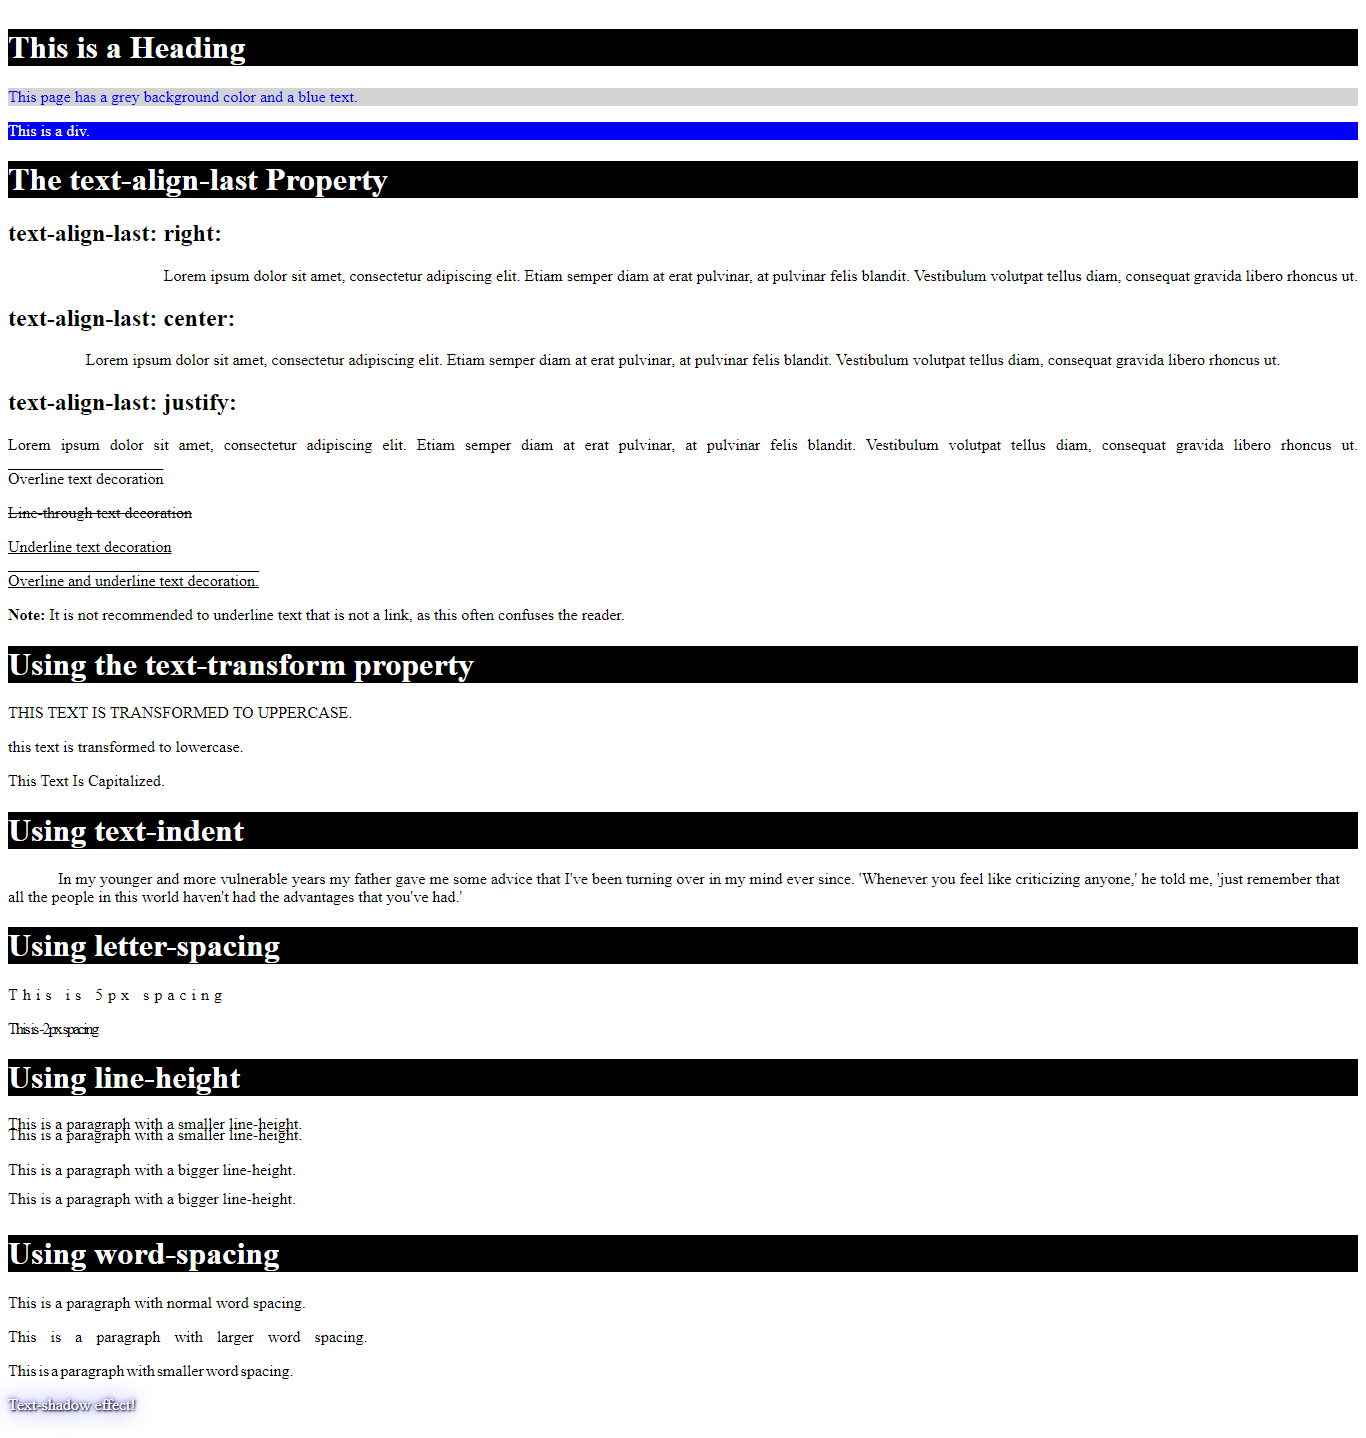 This is a Heading
This page has a grey background color and a blue text.
This is a div.
The text-align-last Property
text-align-last: right:
Lorem ipsum dolor sit amet, consectetur adipiscing elit. Etiam semper diam at erat pulvinar, at pulvinar felis blandit. Vestibulum volutpat tellus diam, consequat gravida libero rhoncus ut.
text-align-last: center:
Lorem ipsum dolor sit amet, consectetur adipiscing elit. Etiam semper diam at erat pulvinar, at pulvinar felis blandit. Vestibulum volutpat tellus diam, consequat gravida libero rhoncus ut.
text-align-last: justify:
Lorem ipsum dolor sit amet, consectetur adipiscing elit. Etiam semper diam at erat pulvinar, at pulvinar felis blandit. Vestibulum volutpat tellus diam, consequat gravida libero rhoncus ut.
Overline text decoration
Line-through text decoration
Underline text decoration
Overline and underline text decoration.
Note: It is not recommended to underline text that is not a link, as this often confuses the reader.
Using the text-transform property
THIS TEXT IS TRANSFORMED TO UPPERCASE.
this text is transformed to lowercase.
This Text Is Capitalized.
Using text-indent
In my younger and more vulnerable years my father gave me some advice that I've been turning over in my mind ever since. 'Whenever you feel like criticizing anyone,' he told me, 'just remember that
all the people in this world haven't had the advantages that you've had.'
Using letter-spacing
This is 5px spacing
This is -2px spacing
Using line-height
This is a paragraph with a smaller line-height.
This is a paragraph with a smaller line-height.
This is a paragraph with a bigger line-height.
This is a paragraph with a bigger line-height.
Using word-spacing
This is a paragraph with normal word spacing.
This is a paragraph with larger word spacing.
This is a paragraph with smaller word spacing.
Text-shadow effect!